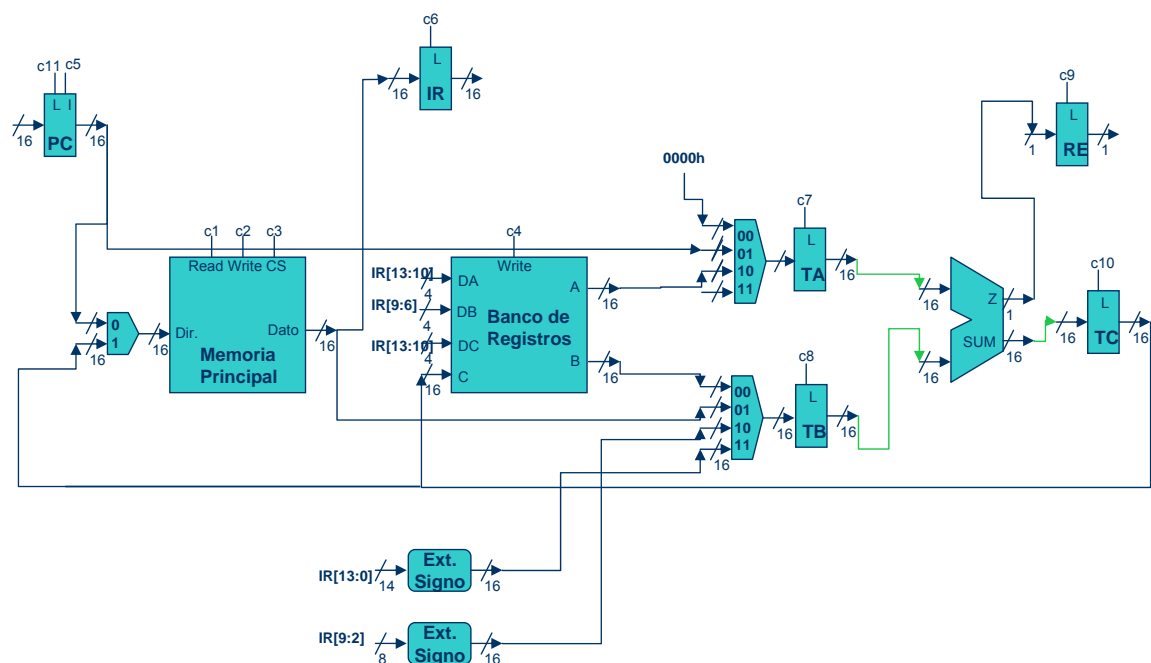 c6
L
IR
16
16
c11 c5
L I
PC
16
16
c9
L
RE
1
1
0000h
c1 c2 c3
Read Write CS
Dir.
Dato
Memoria
Principal
16
16
0
1
16
c4
Write
IR[13:10]
DA
4
IR[9:6]
DB
4
IR[13:10]
DC
4
C
16
A
B
Banco de
Registros
16
16
00
01
10
11
16
16
c7
L
TA
16
00
01
10
11
16
16
c8
L
TB
16
16
16
Z
SUM
1
16
c10
L
TC
16
16
IR[13:0]
14
Ext.
Signo
16
IR[9:2]
8
Ext.
Signo
16